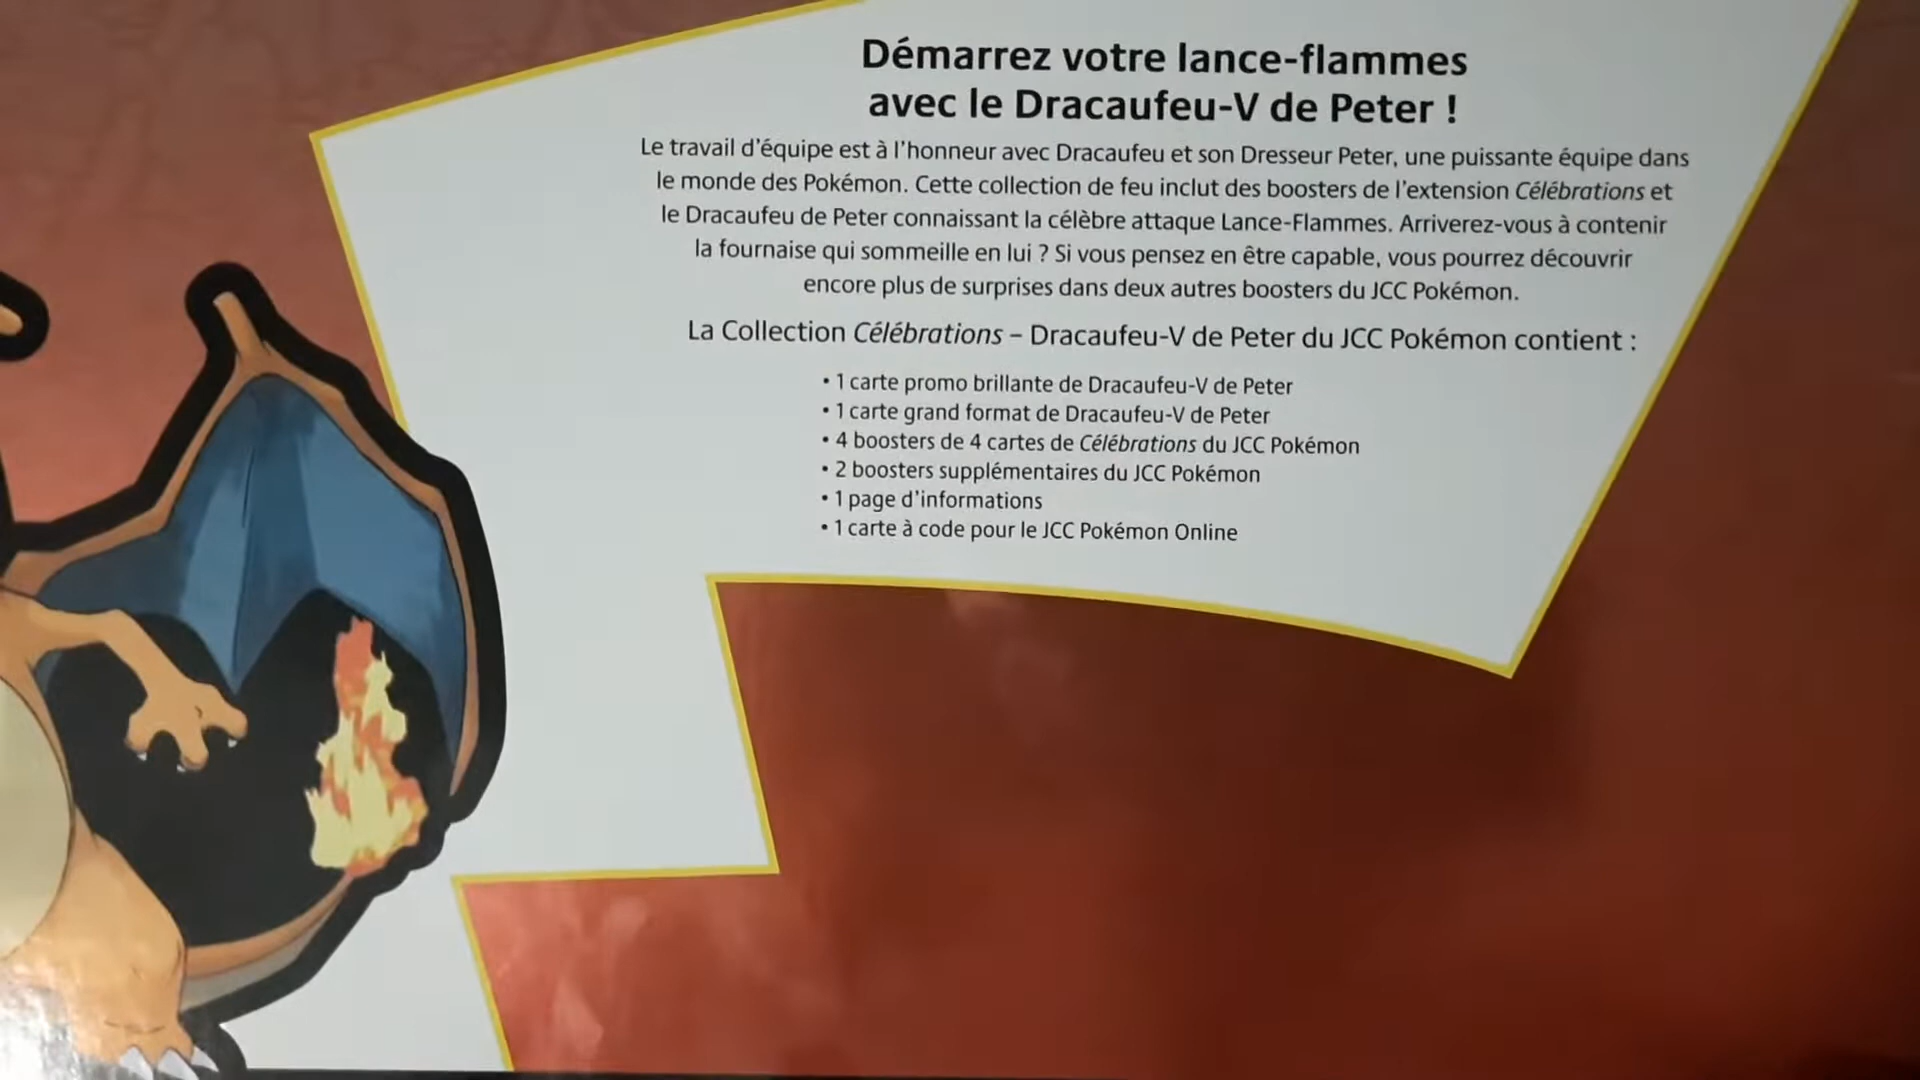 Démarrez votre lance-flammes
avec le Dracaufeu-V de Peter !
Le travail d'équipe est à l'honneur avec Dracaufeu et son Dresseur Peter, une puissante équipe dans
le monde des Pokémon. Cette collection de feu inclut des boosters de l'extension Célébrations et
le Dracaufeu de Peter connaissant la célèbre attaque Lance-Flammes. Arriverez-vous à contenir
la fournaise qui sommeille en lui ? Si vous pensez en être capable, vous pourrez découvrir
encore plus de surprises dans deux autres boosters du JCC Pokémon.
La Collection Célébrations – Dracaufeu-V de Peter du JCC Pokémon contient :
• 1 carte promo brillante de Dracaufeu-V de Peter
• 1 carte grand format de Dracaufeu-V de Peter
• 4 boosters de 4 cartes de Célébrations du JCC Pokémon
• 2 boosters supplémentaires du JCC Pokémon
• 1 page d'informations
• 1 carte à code pour le JCC Pokémon Online